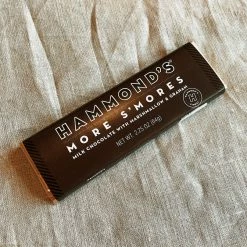 HAMMOND'S
MORE S'MORES
MILK CHOCOLATE WITH MARSHMALLOW & GRAHAM
NET WT. 2.25 OZ (64g)